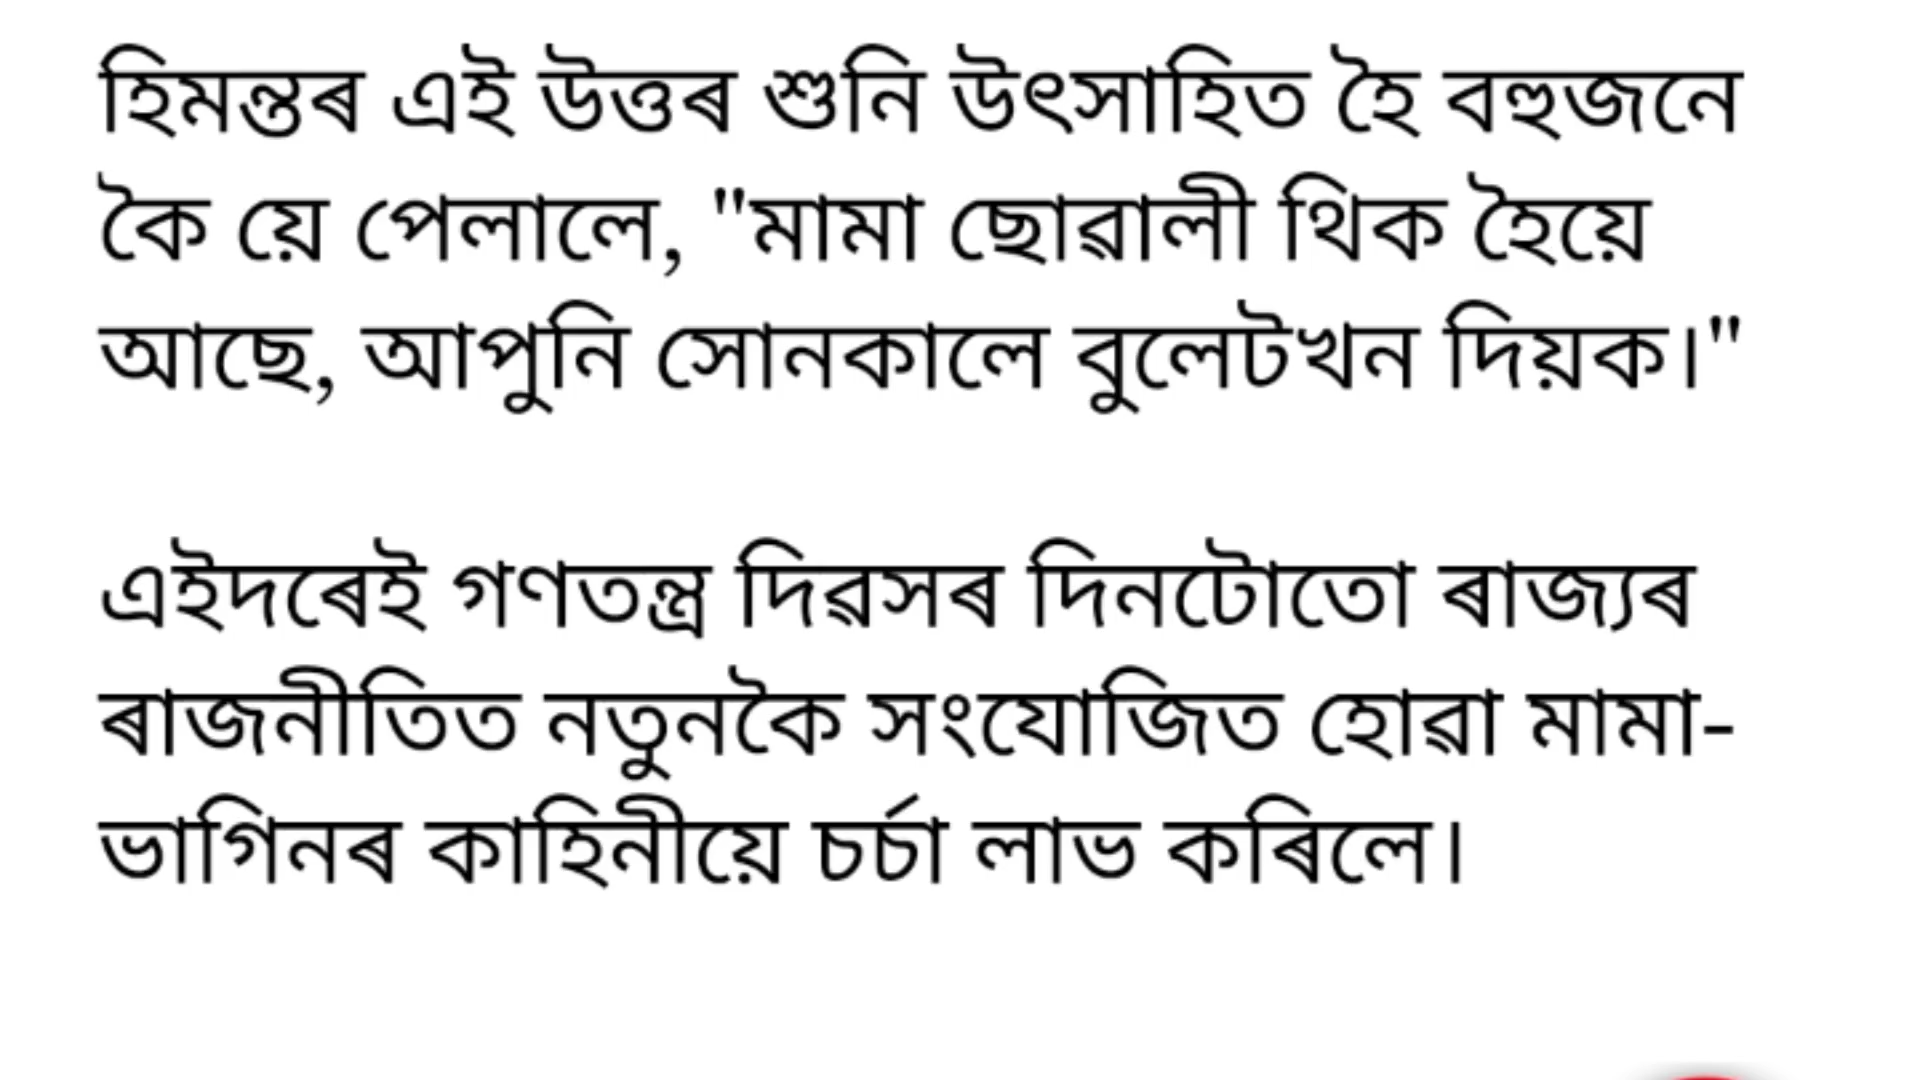 হিমন্তৰ এই উত্তৰ শুনি উৎসাহিত হৈ বহুজনে
কৈ য়ে পেলালে, "মামা ছোৱালী থিক হৈয়ে
আছে, আপুনি সোনকালে বুলেটখন দিয়ক।"
এইদৰেই গণতন্ত্ৰ দিৱসৰ দিনটোতো ৰাজ্যৰ
ৰাজনীতিত নতুনকৈ সংযোজিত হোৱা মামা-
ভাগিনৰ কাহিনীয়ে চৰ্চা লাভ কৰিলে।